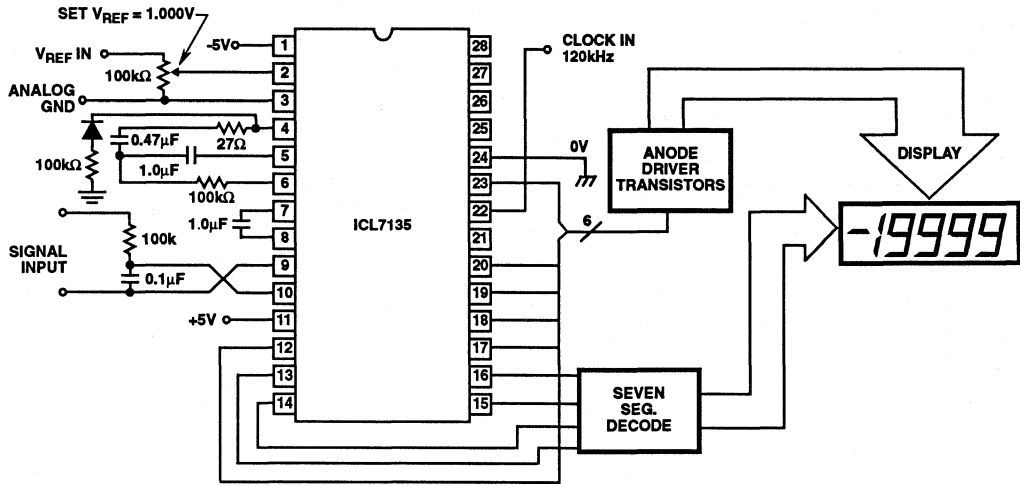 SET VREF = 1.000V
VREF IN
100kΩ
ANALOG
GND
-5V
0.47μF
27Ω
100kΩ
1.0μF
100kΩ
1.0μF
SIGNAL
INPUT
100k
0.1μF
+5V
1
2
3
4
5
6
7
8
9
10
11
12
13
14
ICL7135
28
27
26
25
24
23
22
21
20
19
18
17
16
15
CLOCK IN
120kHz
0V
6
ANODE
DRIVER
TRANSISTORS
DISPLAY
-19999
SEVEN
SEG.
DECODE